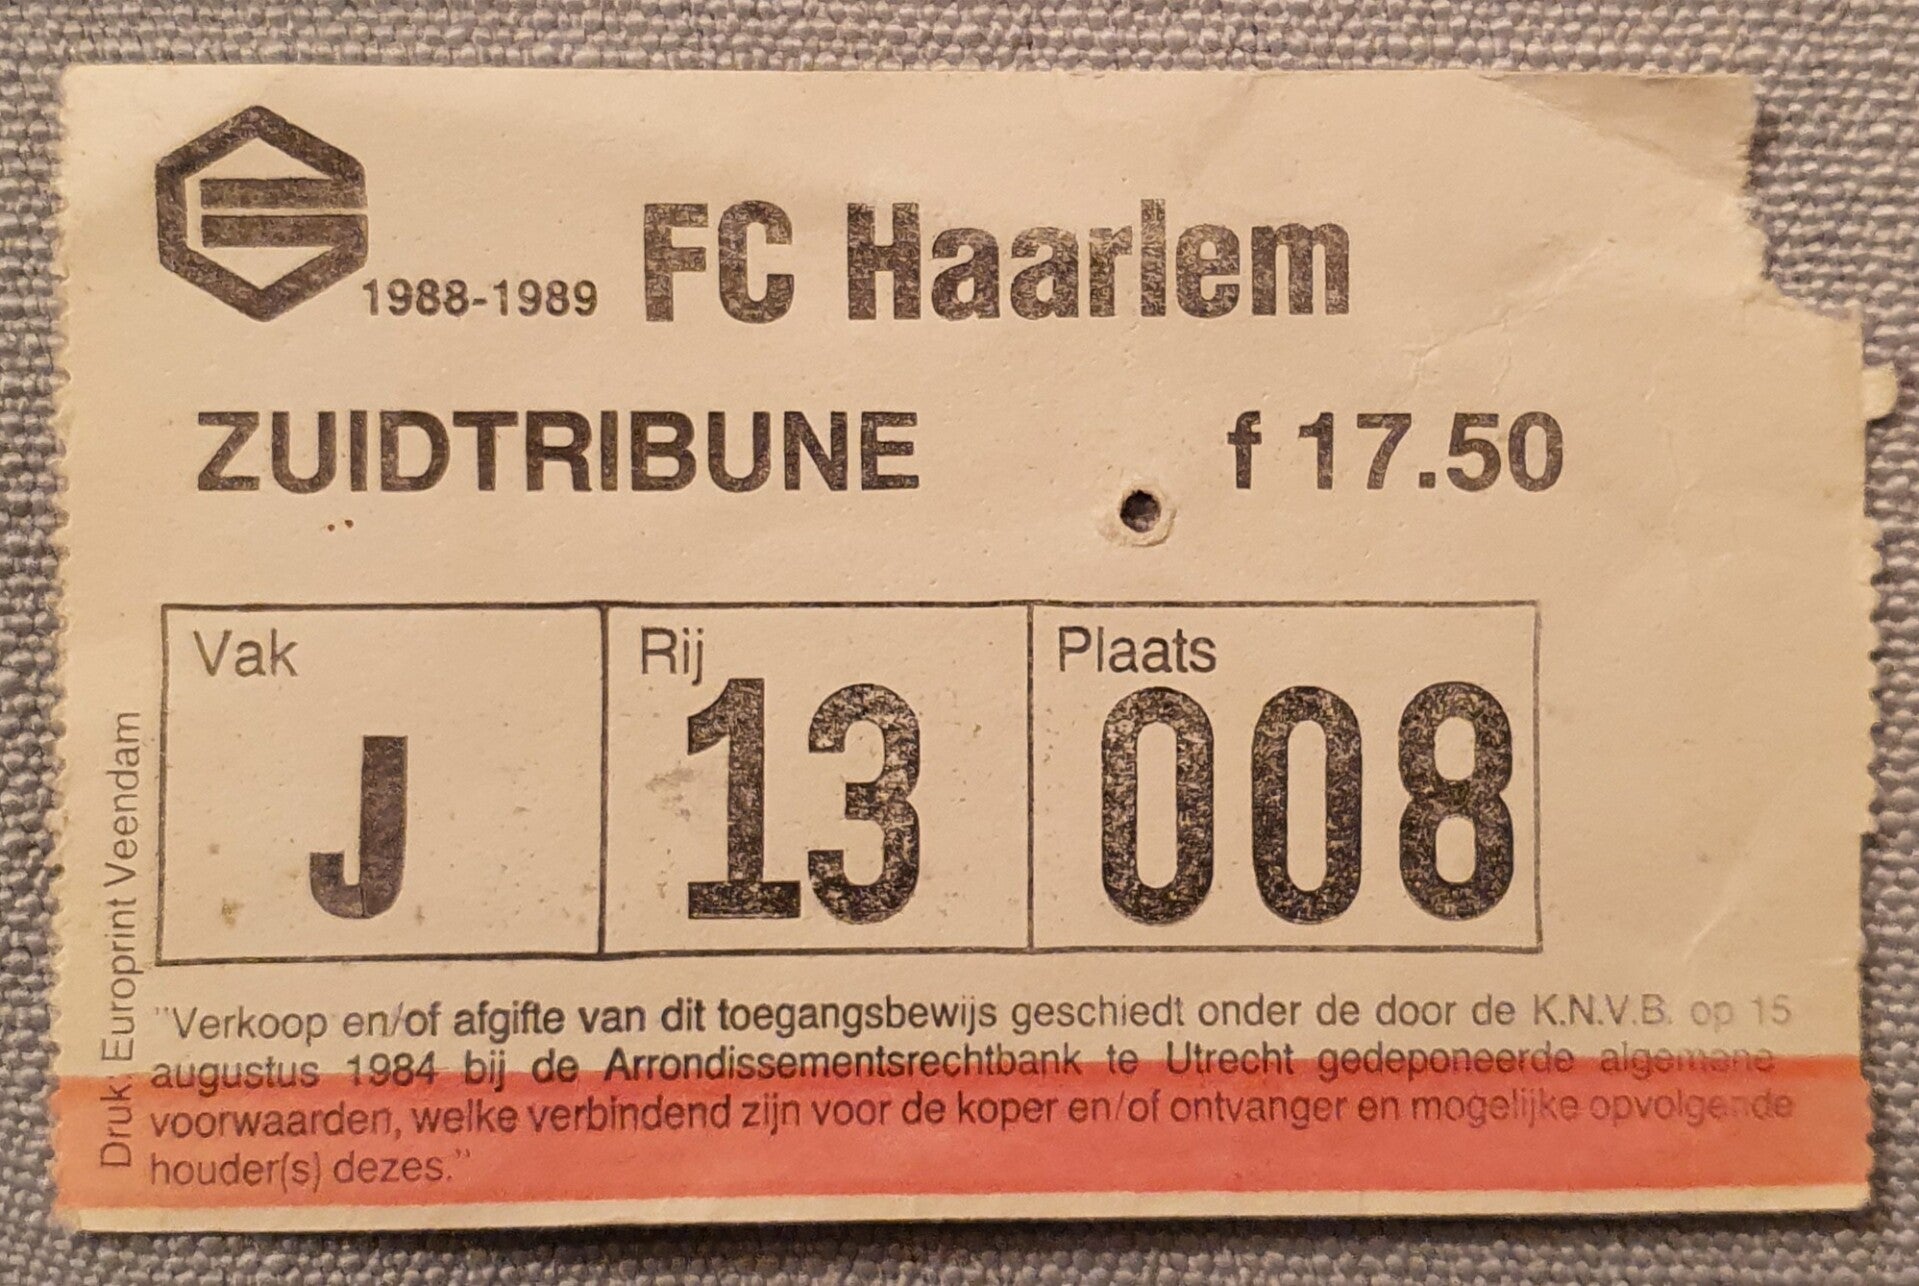 1988-1989 FC Haarlem
ZUIDTRIBUNE f 17.50
Vak Rij Plaats
J 13 008
"Verkoop en/of afgifte van dit toegangsbewijs geschiedt onder de door de K.N.V.B. op 15
augustus 1984 bij de Arrondissementsrechtbank te Utrecht gedeponeerde algemene
voorwaarden, welke verbindend zijn voor de koper en/of ontvanger en mogelijke opvolgende
houder(s) dezes."
Druk. Europrint Veendam